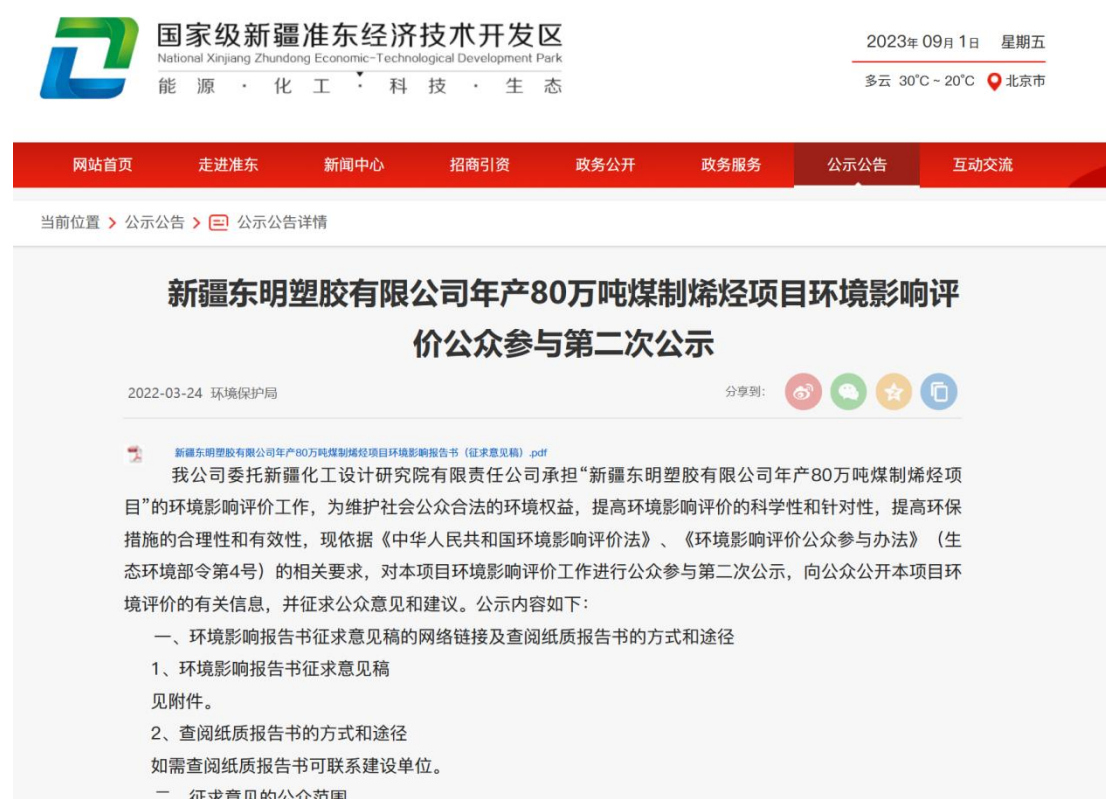 国家级新疆准东经济技术开发区
National Xinjiang Zhundong Economic-Technological Development Park
能 源 · 化 工 · 科 技 · 生 态
2023年 09月 1日 星期五
多云 30℃ ~ 20℃ 北京市
网站首页 走进准东 新闻中心 招商引资 政务公开 政务服务 公示公告 互动交流
当前位置 公示公告 公示公告详情
新疆东明塑胶有限公司年产80万吨煤制烯烃项目环境影响评
价公众参与第二次公示
2022-03-24 环境保护局
分享到:
新疆东明塑胶有限公司年产80万吨煤制烯烃项目环境影响报告书（征求意见稿）.pdf
我公司委托新疆化工设计研究院有限责任公司承担“新疆东明塑胶有限公司年产80万吨煤制烯烃项
目”的环境影响评价工作，为维护社会公众合法的环境权益，提高环境影响评价的科学性和针对性，提高环保
措施的合理性和有效性，现依据《中华人民共和国环境影响评价法》、《环境影响评价公众参与办法》（生
态环境部令第4号）的相关要求，对本项目环境影响评价工作进行公众参与第二次公示，向公众公开本项目环
境评价的有关信息，并征求公众意见和建议。公示内容如下：
一、环境影响报告书征求意见稿的网络链接及查阅纸质报告书的方式和途径
1、环境影响报告书征求意见稿
见附件。
2、查阅纸质报告书的方式和途径
如需查阅纸质报告书可联系建设单位。
二、征求意见的公众范围